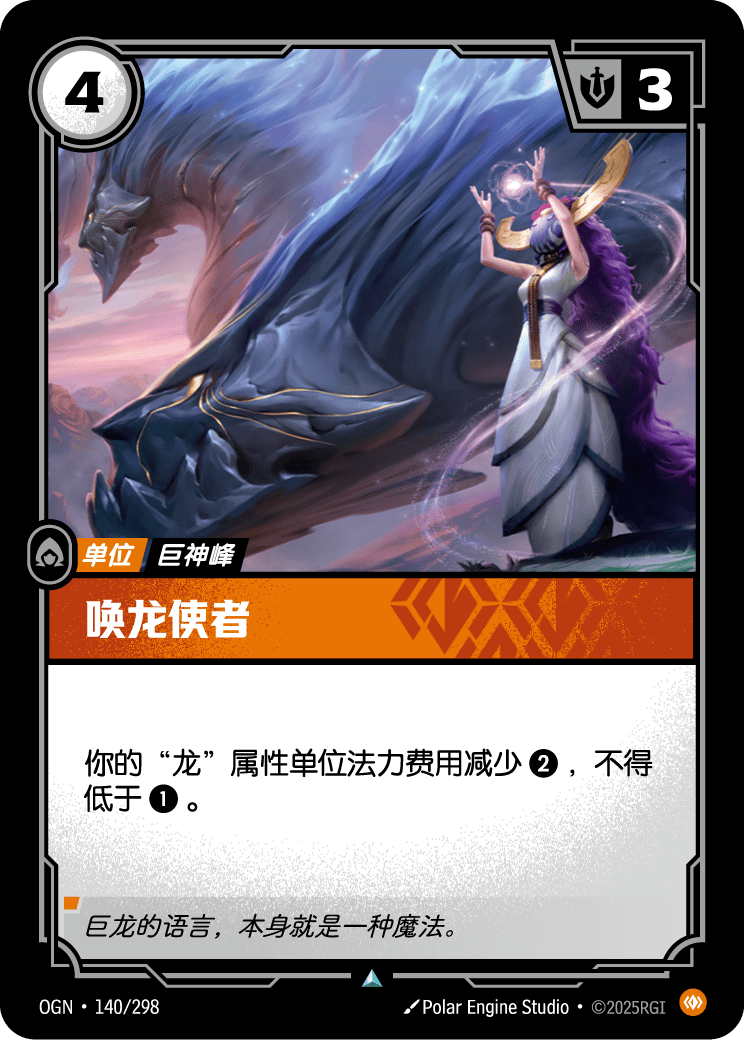 4
3
单位 巨神峰
唤龙使者
你的“龙”属性单位法力费用减少 2 ，不得
低于 1 。
巨龙的语言，本身就是一种魔法。
OGN • 140/298 Polar Engine Studio • ©2025RGI